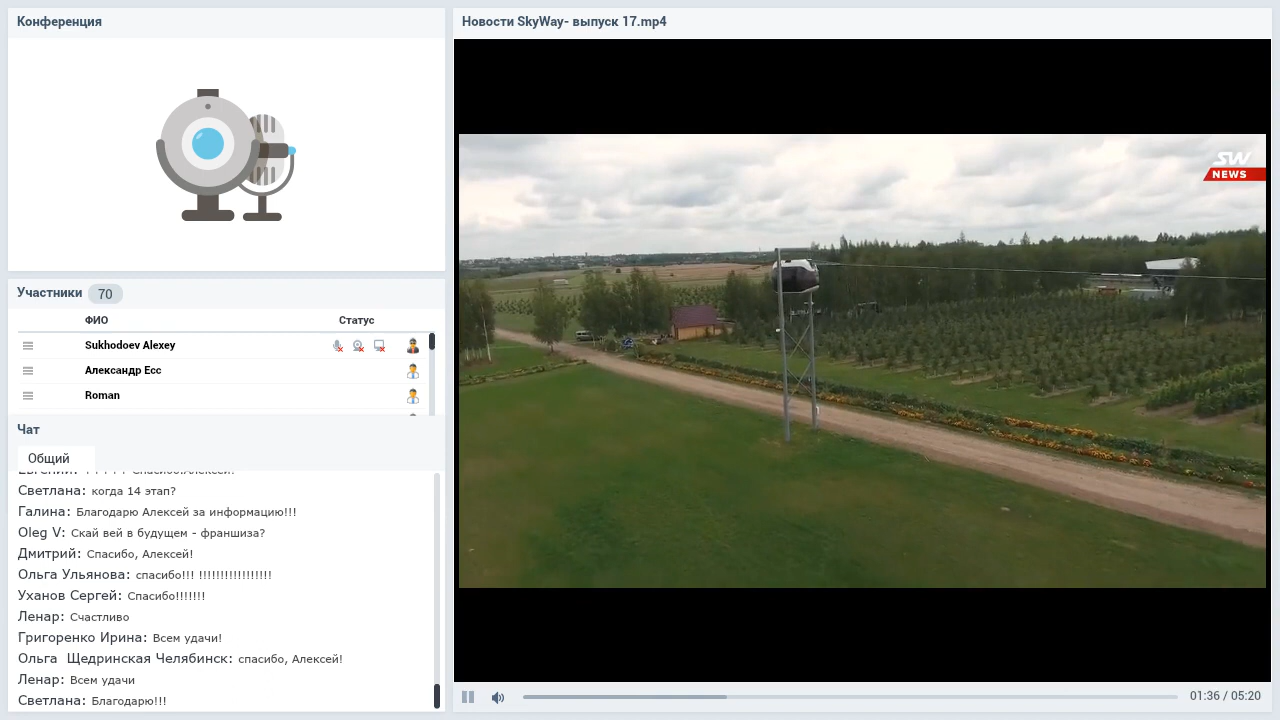 Конференция
Участники 70
ФИО Статус
Sukhodoev Alexey
Александр Есс
Roman
Чат
Общий
Светлана: когда 14 этап?
Галина: Благодарю Алексей за информацию!!!
Oleg V: Скай вей в будущем - франшиза?
Дмитрий: Спасибо, Алексей!
Ольга Ульянова: спасибо!!! !!!!!!!!!!!!!!!!!
Уханов Сергей: Спасибо!!!!!!!
Ленар: Счастливо
Григоренко Ирина: Всем удачи!
Ольга  Щедринская Челябинск: спасибо, Алексей!
Ленар: Всем удачи
Светлана: Благодарю!!!
Новости SkyWay- выпуск 17.mp4
SW
NEWS
01:36 / 05:20